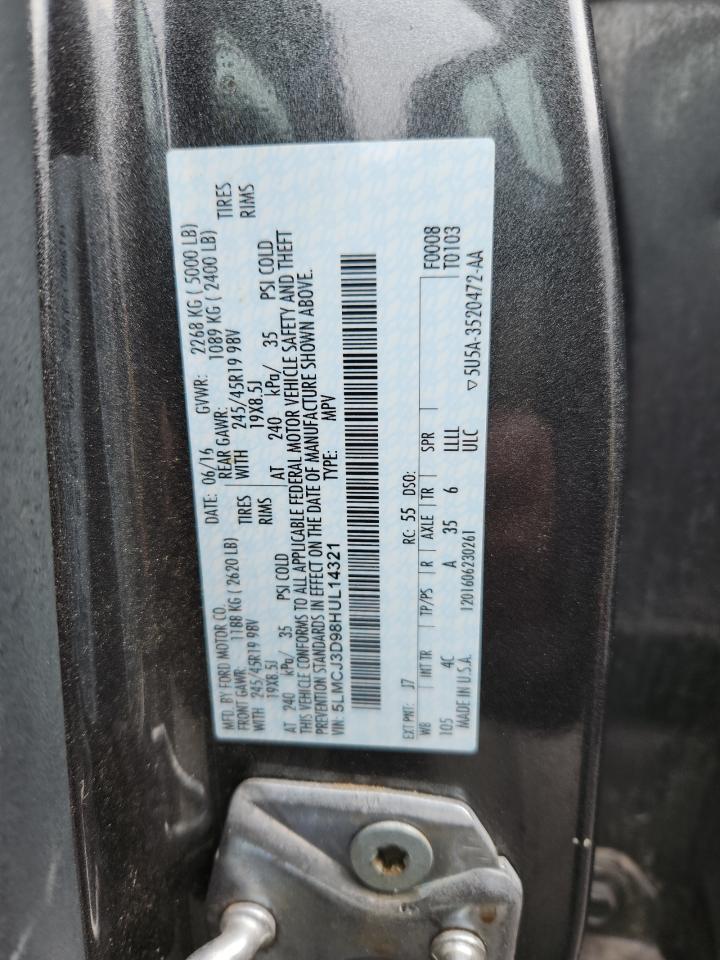 MFD. BY FORD MOTOR CO. DATE: 06/16 GVWR: 2268 KG ( 5000 LB)
FRONT GAWR: 1188 KG ( 2620 LB) REAR GAWR: 1089 KG ( 2400 LB)
WITH 245/45R19 98V TIRES WITH 245/45R19 98V TIRES
19X8.5J RIMS 19X8.5J RIMS
AT 240 kPa/ 35 PSI COLD AT 240 kPa/ 35 PSI COLD
THIS VEHICLE CONFORMS TO ALL APPLICABLE FEDERAL MOTOR VEHICLE SAFETY AND THEFT
PREVENTION STANDARDS IN EFFECT ON THE DATE OF MANUFACTURE SHOWN ABOVE.
VIN: 5LMCJ3D98HUL14321 TYPE: MPV
EXT PNT: J7 RC: 55 DSO: F0008
WB INT TR TP/PS R AXLE TR SPR T0103
105 4C A 35 6 LLLL
MADE IN U.S.A. 1201606230261 ULC ▽ 5U5A-3520472-AA